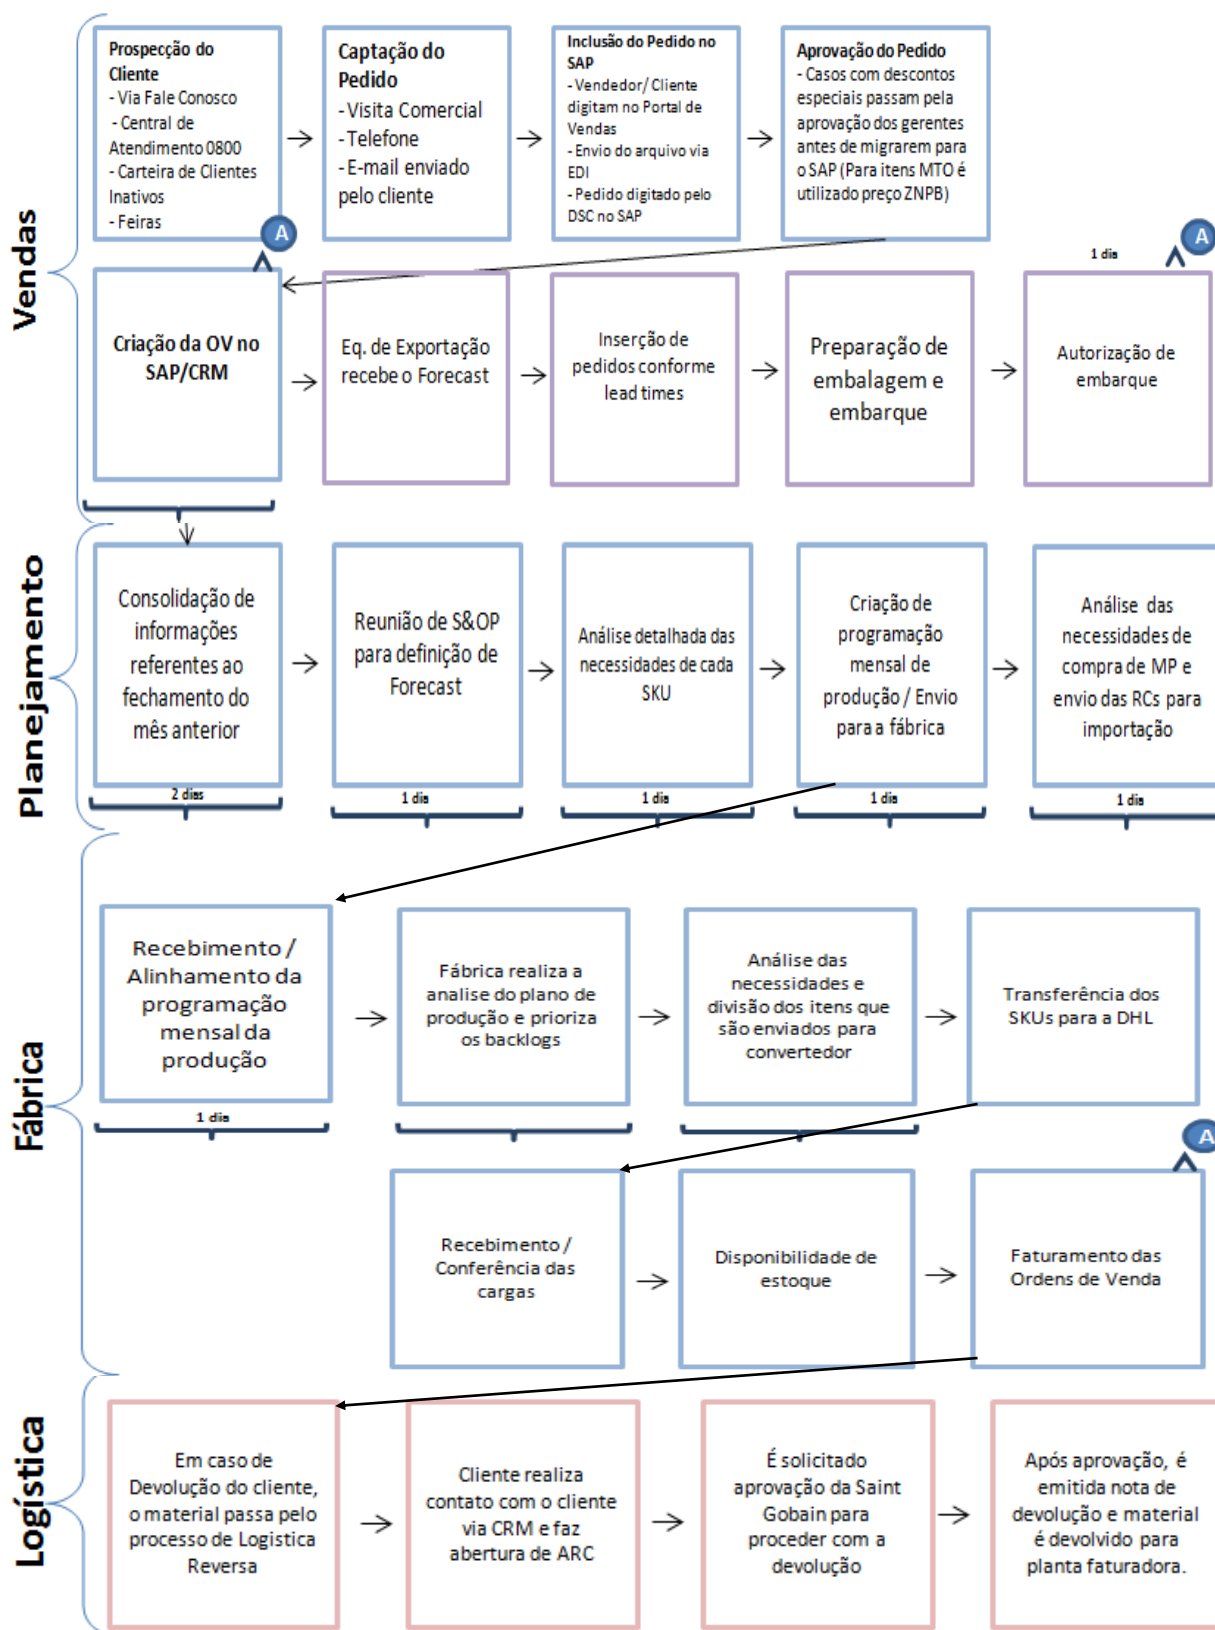 Vendas
Prospecção do
Cliente
- Via Fale Conosco
- Central de
Atendimento 0800
- Carteira de Clientes
Inativos
- Feiras
Captação do
Pedido
- Visita Comercial
- Telefone
- E-mail enviado
pelo cliente
Inclusão do Pedido no
SAP
- Vendedor/ Cliente
digitam no Portal de
Vendas
- Envio do arquivo via
EDI
- Pedido digitado pelo
DSC no SAP
Aprovação do Pedido
- Casos com descontos
especiais passam pela
aprovação dos gerentes
antes de migrarem para
o SAP (Para itens MTO é
utilizado preço ZNPB)
A
A
1 dia
Criação da OV no
SAP/CRM
Eq. de Exportação
recebe o Forecast
Inserção de
pedidos conforme
lead times
Preparação de
embalagem e
embarque
Autorização de
embarque
Planejamento
Consolidação de
informações
referentes ao
fechamento do
mês anterior
Reunião de S&OP
para definição de
Forecast
Análise detalhada das
necessidades de cada
SKU
Criação de
programação
mensal de
produção / Envio
para a fábrica
Análise das
necessidades de
compra de MP e
envio das RCs para
importação
2 dias
1 dia
1 dia
1 dia
1 dia
Fábrica
Recebimento /
Alinhamento da
programação
mensal da
produção
Fábrica realiza a
analise do plano de
produção e prioriza
os backlogs
Análise das
necessidades e
divisão dos itens que
são enviados para
convertedor
Transferência dos
SKUs para a DHL
1 dia
A
Recebimento /
Conferência das
cargas
Disponibilidade de
estoque
Faturamento das
Ordens de Venda
Logística
Em caso de
Devolução do cliente,
o material passa pelo
processo de Logistica
Reversa
Cliente realiza
contato com o cliente
via CRM e faz
abertura de ARC
É solicitado
aprovação da Saint
Gobain para
proceder com a
devolução
Após aprovação, é
emitida nota de
devolução e material
é devolvido para
planta faturadora.